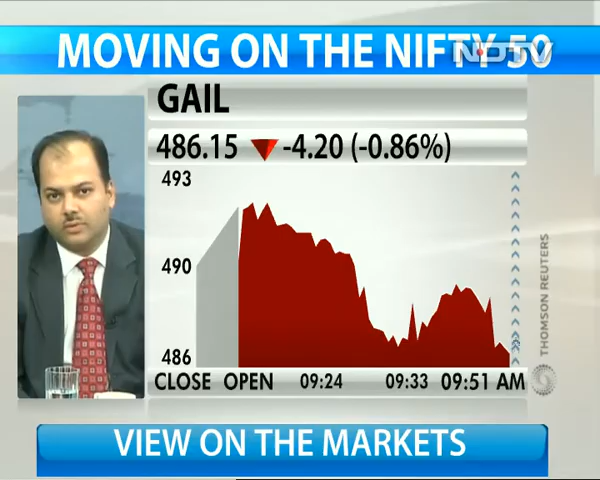 MOVING ON THE NIFTY 50
NDTV
GAIL
486.15 -4.20 (-0.86%)
493
490
486
CLOSE OPEN 09:24 09:33 09:51 AM
THOMSON REUTERS
VIEW ON THE MARKETS